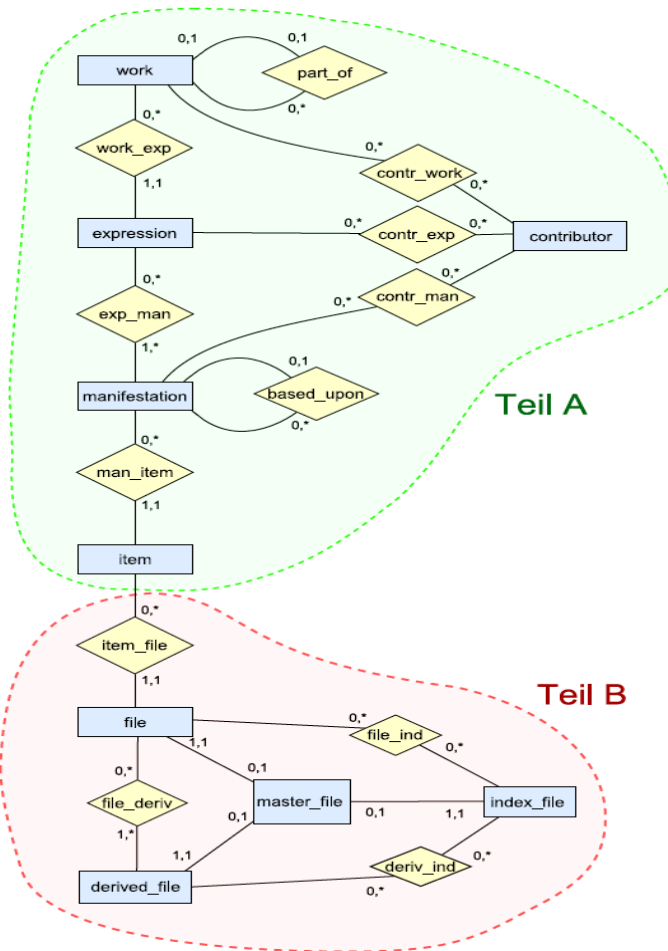 0,1
0,1
work
part_of
0,*
0,*
work_exp
0,*
contr_work
1,1
0,*
0,*
0,*
expression
contr_exp
contributor
0,*
0,*
contr_man
exp_man
0,*
1,*
0,1
manifestation
based_upon
Teil A
0,*
0,*
man_item
1,1
item
0,*
item_file
1,1
Teil B
file
0,*
1,1
file_ind
0,*
0,*
0,1
file_deriv
master_file
index_file
0,1
0,1
1,1
1,*
1,1
0,*
deriv_ind
derived_file
0,*